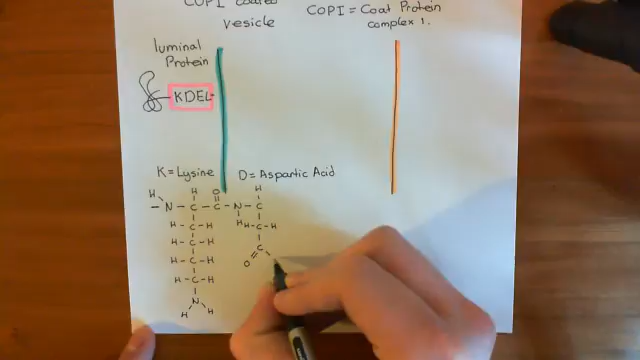 COPI coated
vesicle
COPI = Coat Protein
complex 1.
luminal
Protein
KDEL
K = Lysine
D = Aspartic Acid
H H O H
N C C N C
H C H H H C H
H C H C
H C H O
H C H
N
H H